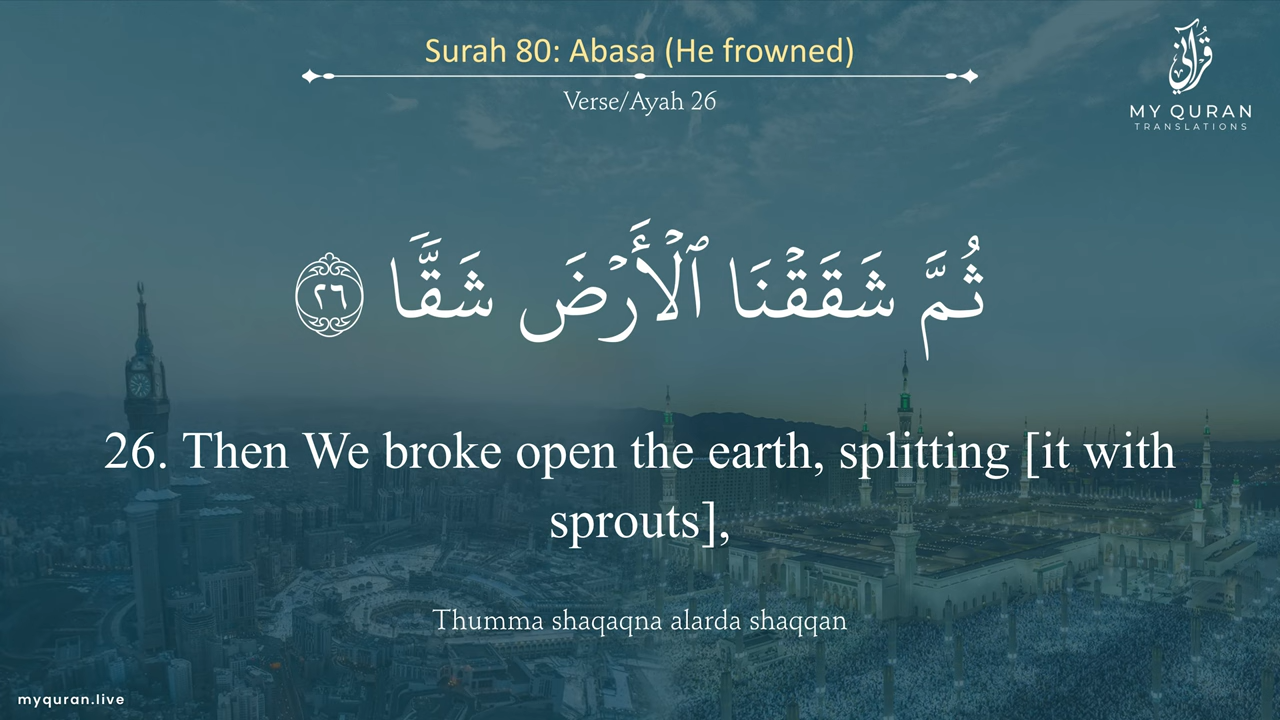 Surah 80: Abasa (He frowned)
Verse/Ayah 26
قرآني
MY QURAN
TRANSLATIONS
ثُمَّ شَقَقْنَا ٱلْأَرْضَ شَقًّا ٢٦
26. Then We broke open the earth, splitting [it with
sprouts],
Thumma shaqaqna alarda shaqqan
myquran.live